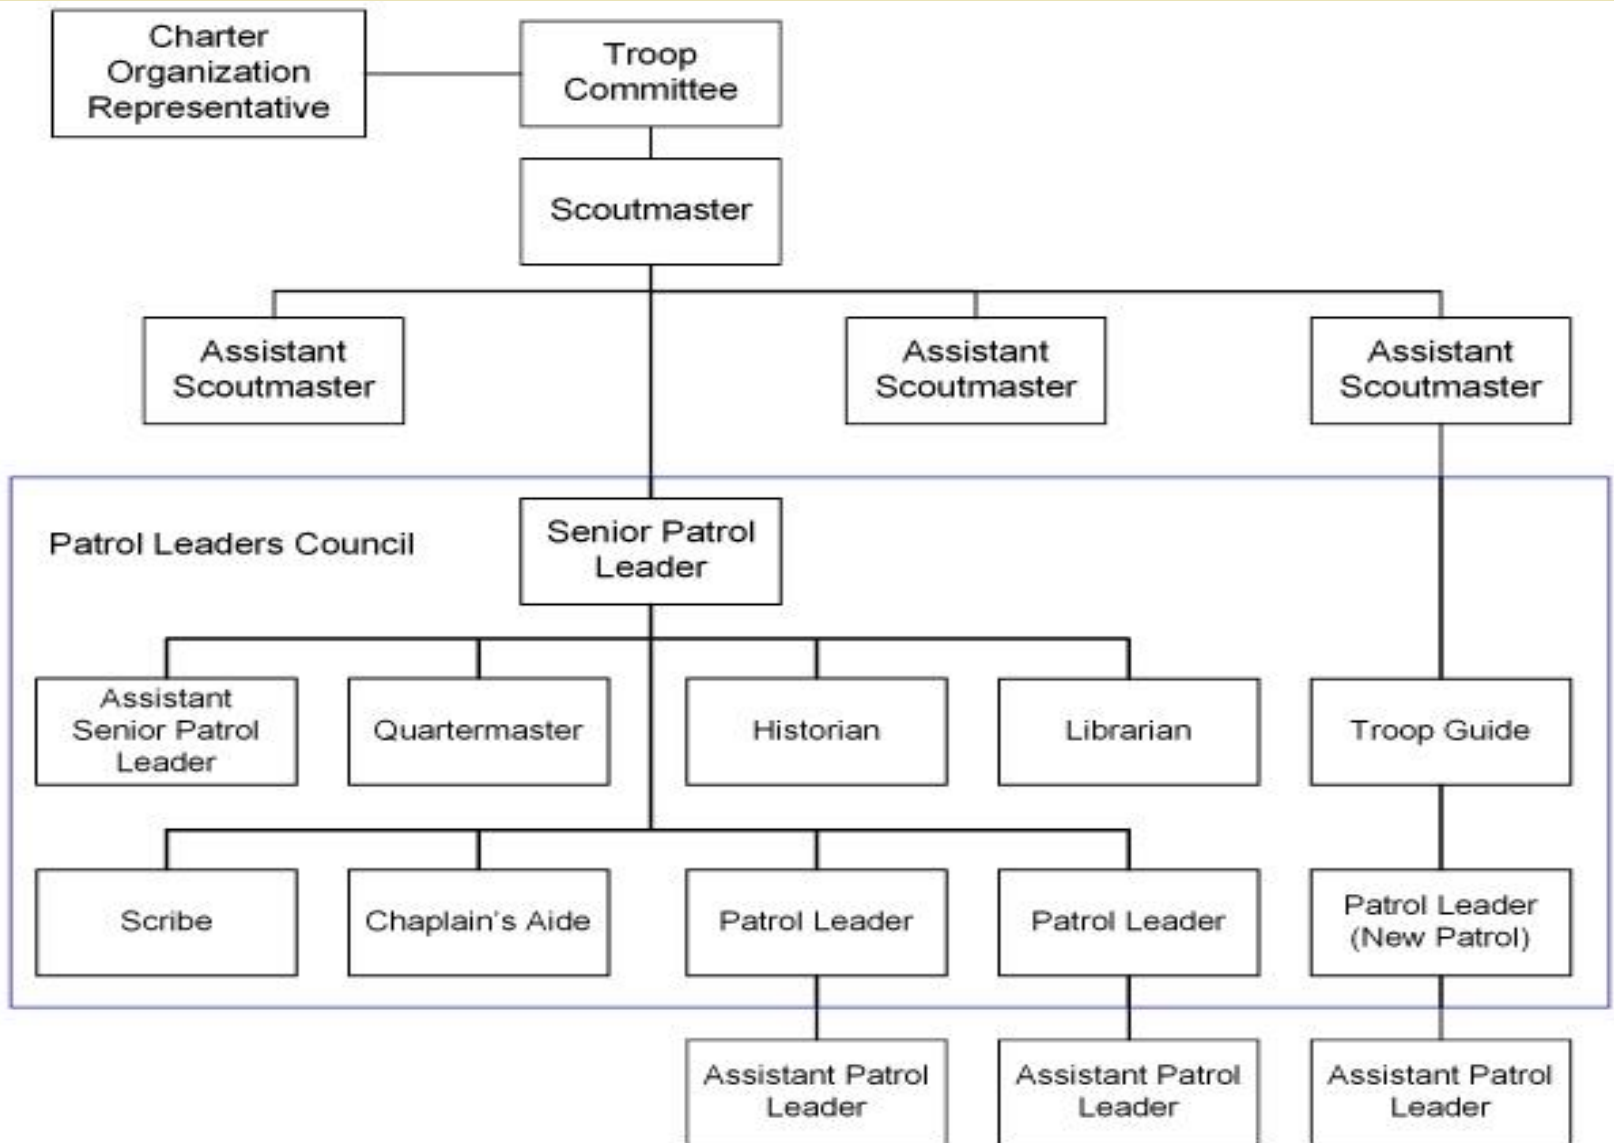 Charter
Organization
Representative
Troop
Committee
Scoutmaster
Assistant
Scoutmaster
Assistant
Scoutmaster
Assistant
Scoutmaster
Patrol Leaders Council
Senior Patrol
Leader
Assistant
Senior Patrol
Leader
Quartermaster
Historian
Librarian
Troop Guide
Scribe
Chaplain's Aide
Patrol Leader
Patrol Leader
Patrol Leader
(New Patrol)
Assistant Patrol
Leader
Assistant Patrol
Leader
Assistant Patrol
Leader